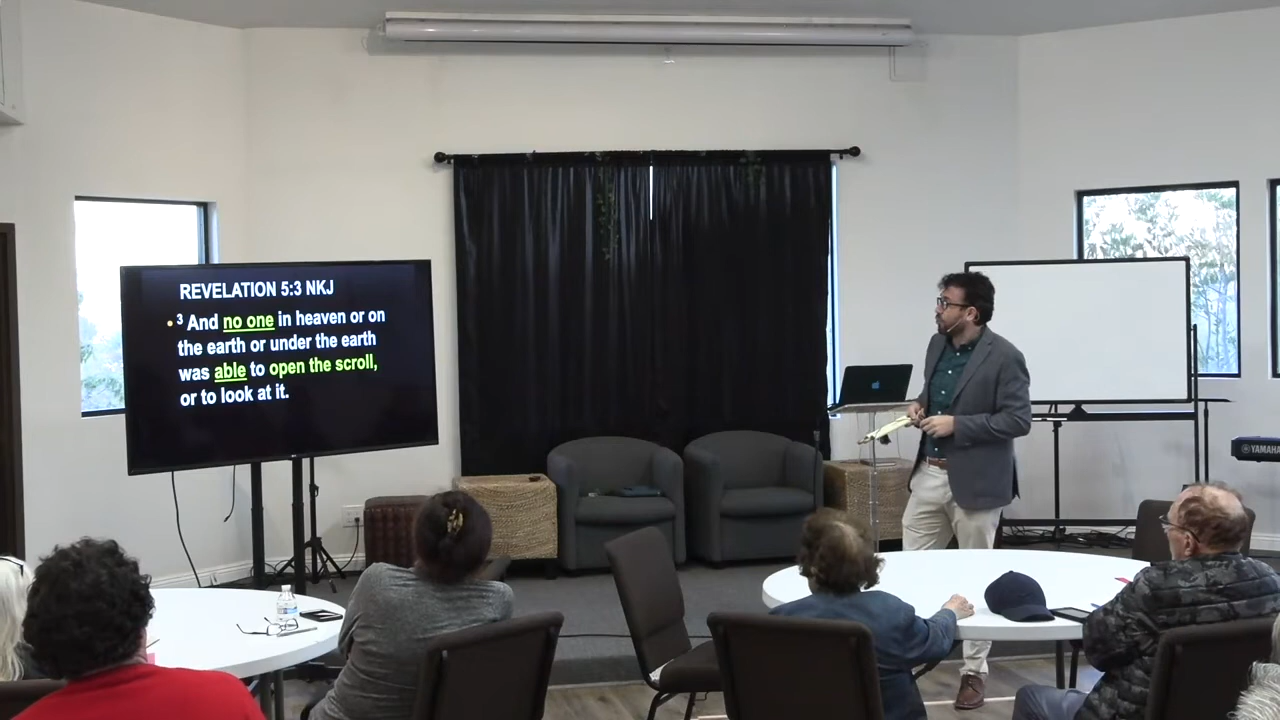 REVELATION 5:3 NKJ
• 3 And no one in heaven or on
the earth or under the earth
was able to open the scroll,
or to look at it.
YAMAHA